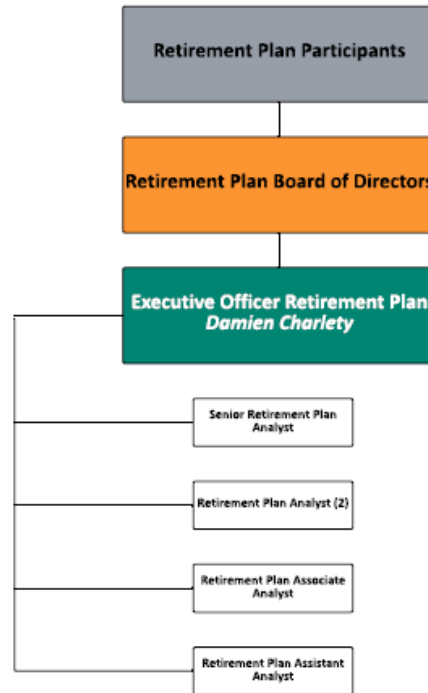 Retirement Plan Participants
Retirement Plan Board of Directors
Executive Officer Retirement Plan
Damien Charlety
Senior Retirement Plan
Analyst
Retirement Plan Analyst (2)
Retirement Plan Associate
Analyst
Retirement Plan Assistant
Analyst